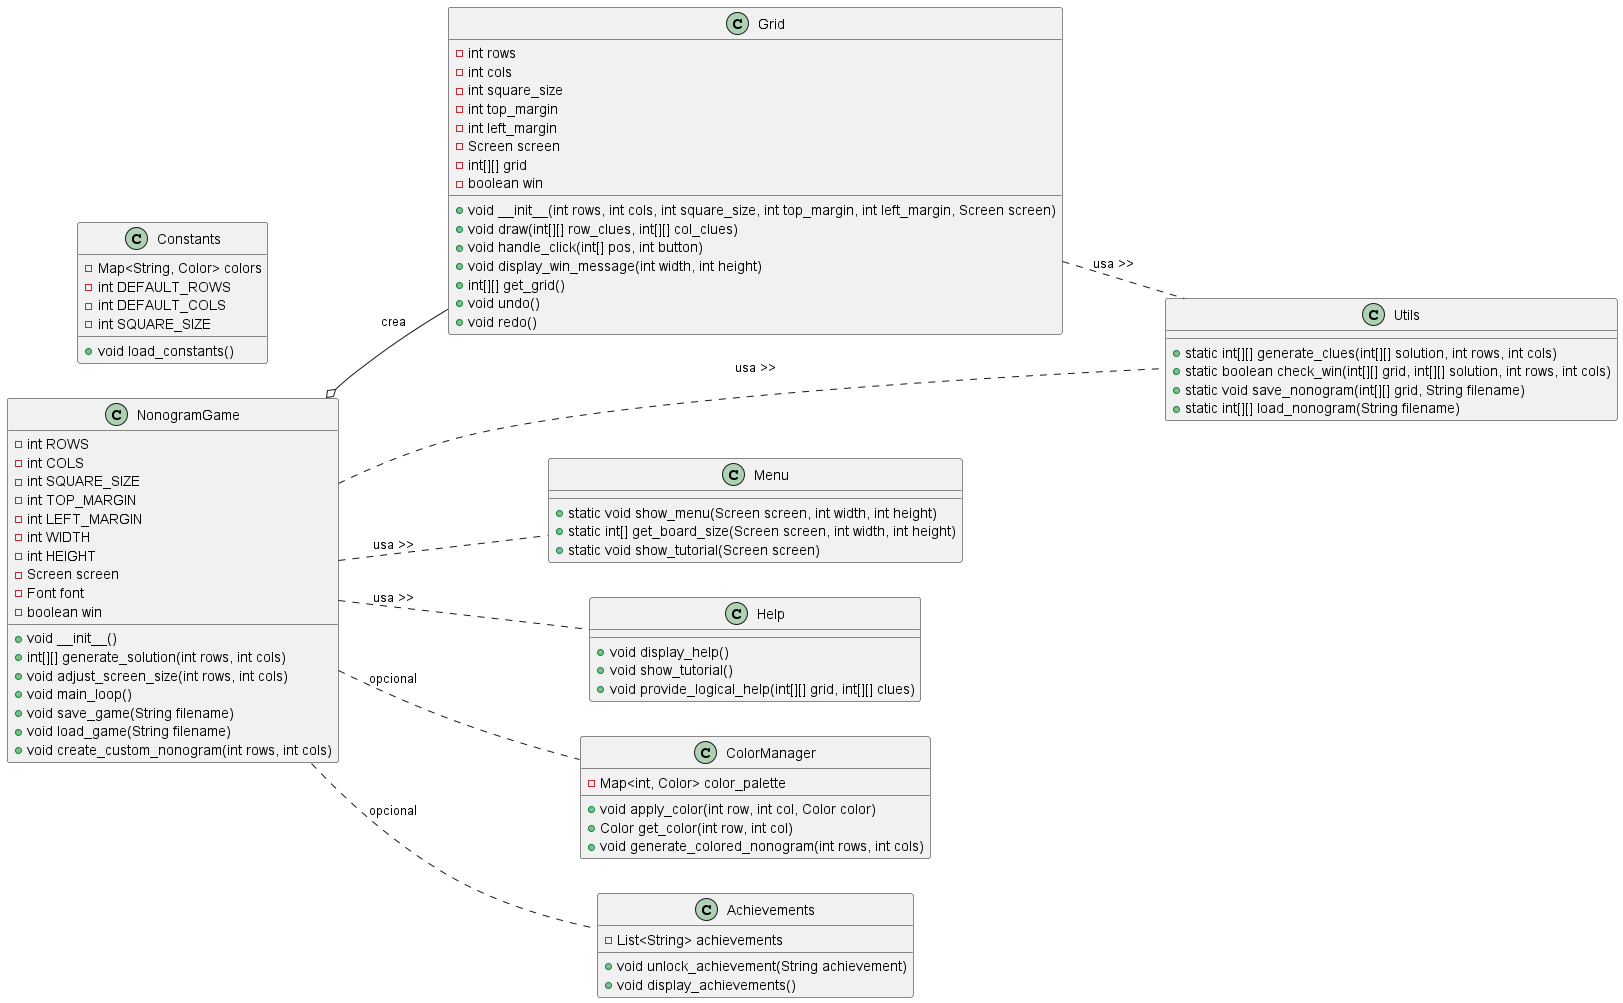 C Grid
int rows
int cols
int square_size
int top_margin
int left_margin
Screen screen
int[][] grid
boolean win
void __init__(int rows, int cols, int square_size, int top_margin, int left_margin, Screen screen)
void draw(int[][] row_clues, int[][] col_clues)
void handle_click(int[] pos, int button)
void display_win_message(int width, int height)
int[][] get_grid()
void undo()
void redo()
C Constants
Map<String, Color> colors
int DEFAULT_ROWS
int DEFAULT_COLS
int SQUARE_SIZE
void load_constants()
usa >>
crea
C Utils
static int[][] generate_clues(int[][] solution, int rows, int cols)
static boolean check_win(int[][] grid, int[][] solution, int rows, int cols)
static void save_nonogram(int[][] grid, String filename)
static int[][] load_nonogram(String filename)
usa >>
C NonogramGame
int ROWS
int COLS
int SQUARE_SIZE
int TOP_MARGIN
int LEFT_MARGIN
int WIDTH
int HEIGHT
Screen screen
Font font
boolean win
void __init__()
int[][] generate_solution(int rows, int cols)
void adjust_screen_size(int rows, int cols)
void main_loop()
void save_game(String filename)
void load_game(String filename)
void create_custom_nonogram(int rows, int cols)
C Menu
static void show_menu(Screen screen, int width, int height)
static int[] get_board_size(Screen screen, int width, int height)
static void show_tutorial(Screen screen)
usa >>
usa >>
C Help
void display_help()
void show_tutorial()
void provide_logical_help(int[][] grid, int[][] clues)
opcional
C ColorManager
Map<int, Color> color_palette
void apply_color(int row, int col, Color color)
Color get_color(int row, int col)
void generate_colored_nonogram(int rows, int cols)
opcional
C Achievements
List<String> achievements
void unlock_achievement(String achievement)
void display_achievements()